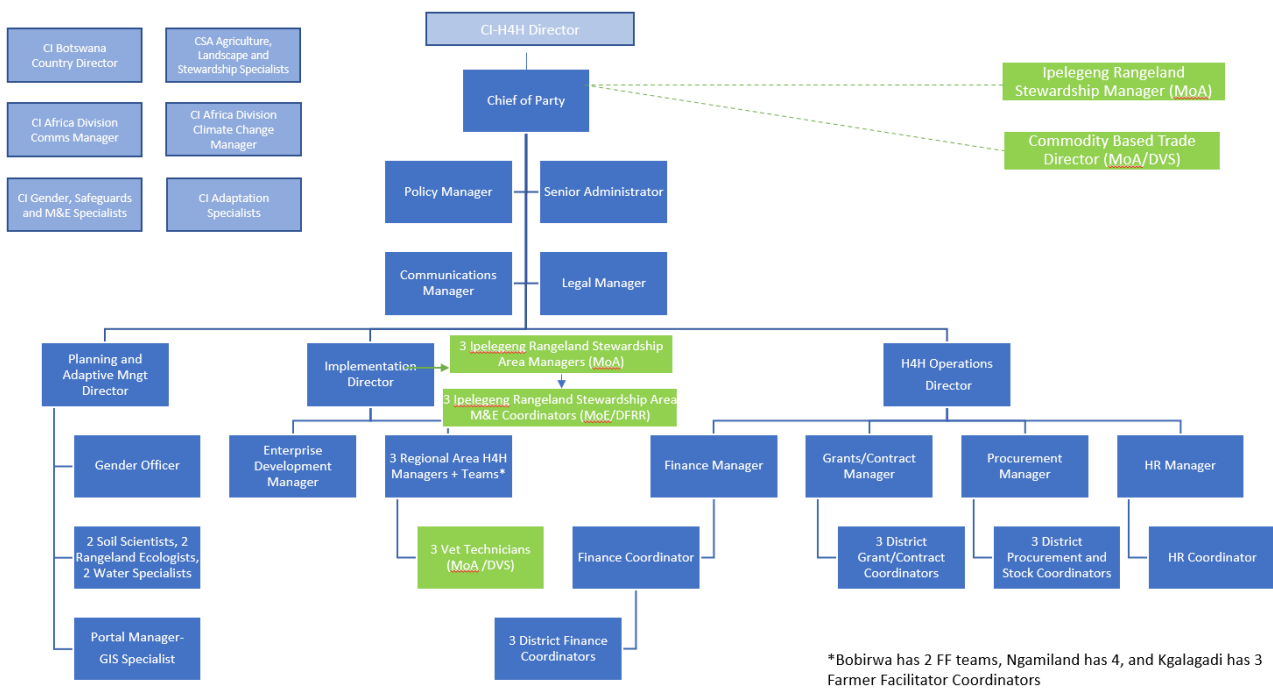 CI-H4H Director
CI Botswana
Country Director
CSA Agriculture,
Landscape and
Stewardship Specialists
CI Africa Division
Comms Manager
CI Africa Division
Climate Change
Manager
CI Gender, Safeguards
and M&E Specialists
CI Adaptation
Specialists
Chief of Party
Ipelegeng Rangeland
Stewardship Manager (MoA)
Commodity Based Trade
Director (MoA/DVS)
Policy Manager
Senior Administrator
Communications
Manager
Legal Manager
Planning and
Adaptive Mngt
Director
Implementation
Director
3 Ipelegeng Rangeland Stewardship
Area Managers (MoA)
3 Ipelegeng Rangeland Stewardship Area
M&E Coordinators (MoE/DFRR)
H4H Operations
Director
Gender Officer
Enterprise
Development
Manager
3 Regional Area H4H
Managers + Teams*
Finance Manager
Grants/Contract
Manager
Procurement
Manager
HR Manager
2 Soil Scientists, 2
Rangeland Ecologists,
2 Water Specialists
3 Vet Technicians
(MoA /DVS)
Finance Coordinator
3 District
Grant/Contract
Coordinators
3 District
Procurement and
Stock Coordinators
HR Coordinator
Portal Manager-
GIS Specialist
3 District Finance
Coordinators
*Bobirwa has 2 FF teams, Ngamiland has 4, and Kgalagadi has 3
Farmer Facilitator Coordinators